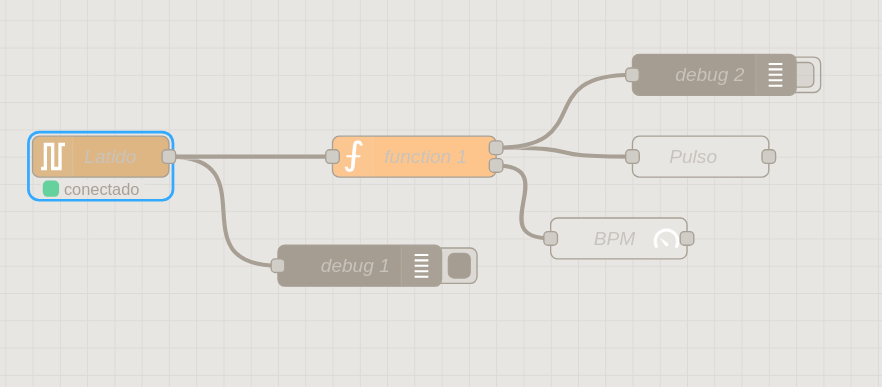 debug 2
Latido
function 1
Pulso
conectado
BPM
debug 1